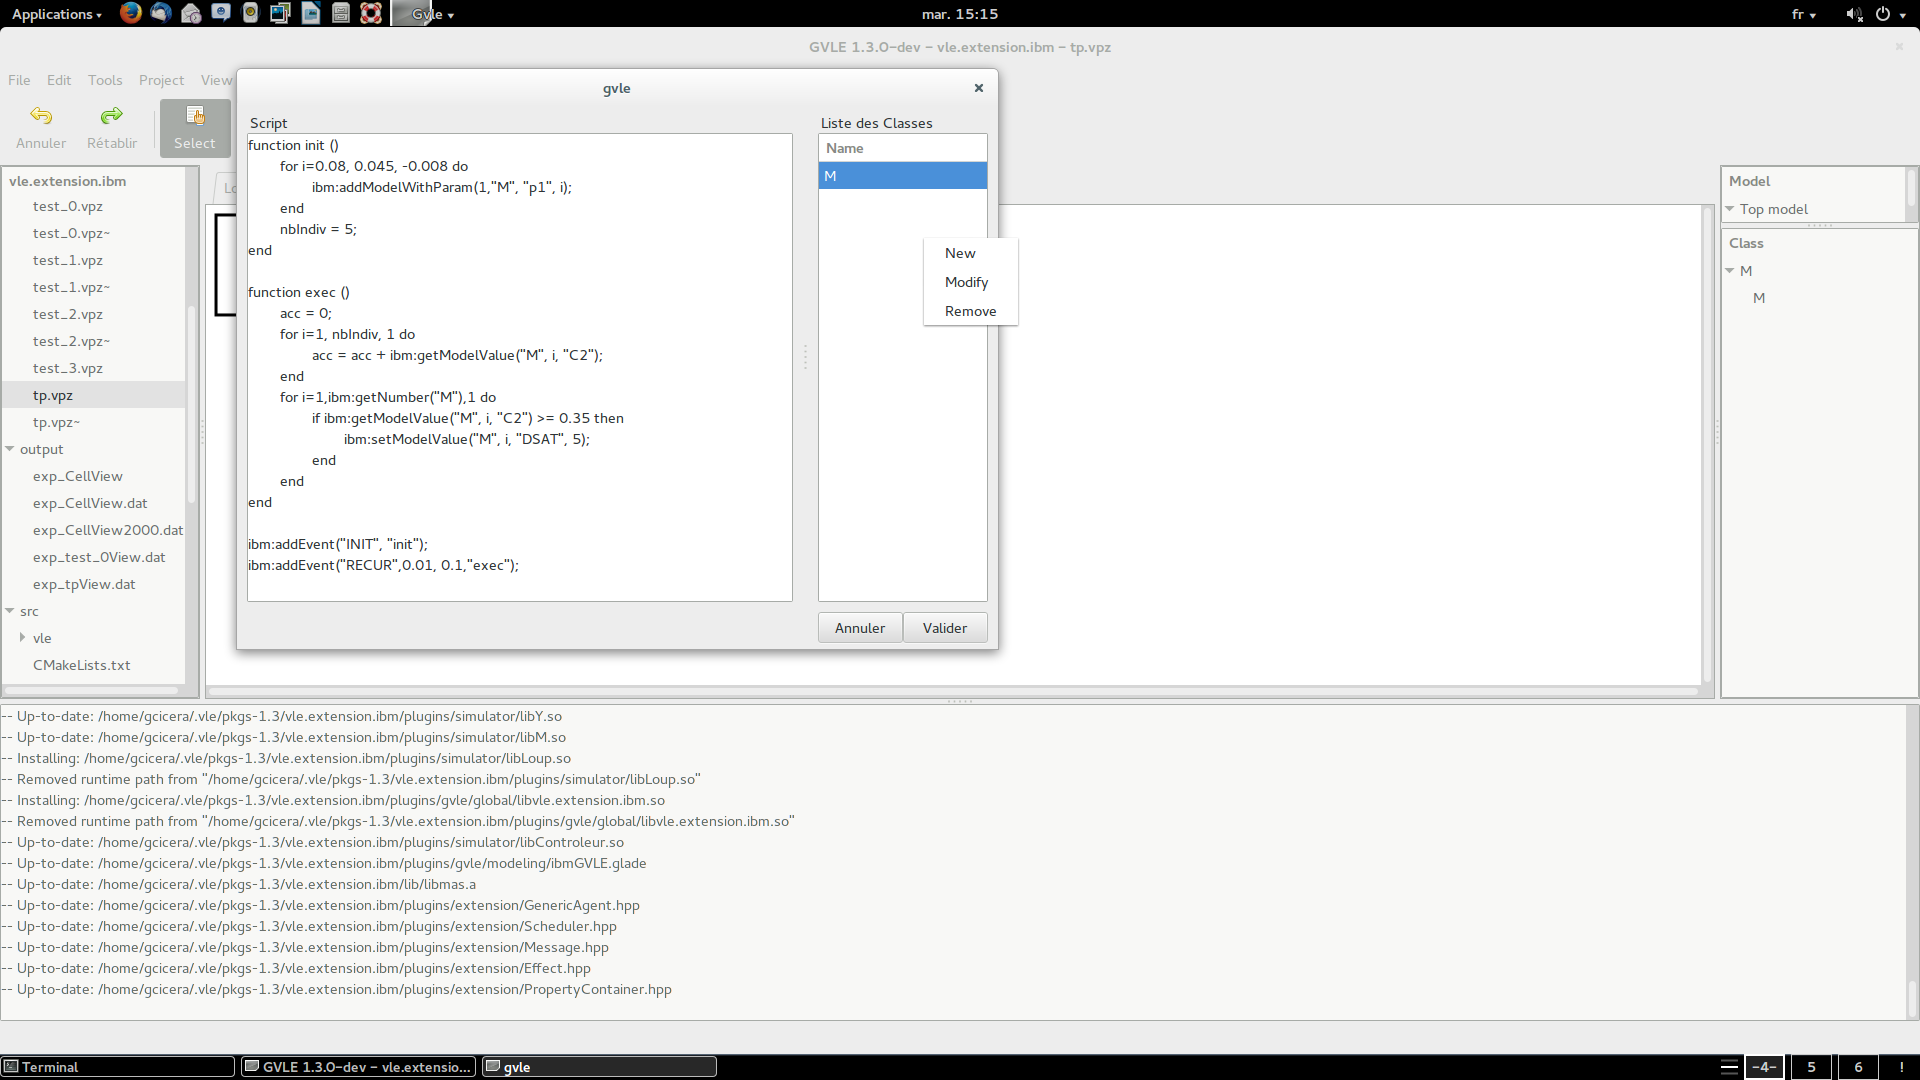 Applications
Gvle
mar. 15:15
fr
GVLE 1.3.0-dev - vle.extension.ibm - tp.vpz
File Edit Tools Project View
Annuler Rétablir Select
vle.extension.ibm
test_0.vpz
test_0.vpz~
test_1.vpz
test_1.vpz~
test_2.vpz
test_2.vpz~
test_3.vpz
tp.vpz
tp.vpz~
output
exp_CellView
exp_CellView.dat
exp_CellView2000.dat
exp_test_0View.dat
exp_tpView.dat
src
vle
CMakeLists.txt
gvle
Script
function init ()
for i=0.08, 0.045, -0.008 do
ibm:addModelWithParam(1,"M", "p1", i);
end
nbIndiv = 5;
end
function exec ()
acc = 0;
for i=1, nbIndiv, 1 do
acc = acc + ibm:getModelValue("M", i, "C2");
end
for i=1,ibm:getNumber("M"),1 do
if ibm:getModelValue("M", i, "C2") >= 0.35 then
ibm:setModelValue("M", i, "DSAT", 5);
end
end
end
ibm:addEvent("INIT", "init");
ibm:addEvent("RECUR",0.01, 0.1,"exec");
Liste des Classes
Name
M
New
Modify
Remove
Annuler Valider
Model
Top model
Class
M
M
-- Up-to-date: /home/gcicera/.vle/pkgs-1.3/vle.extension.ibm/plugins/simulator/libY.so
-- Up-to-date: /home/gcicera/.vle/pkgs-1.3/vle.extension.ibm/plugins/simulator/libM.so
-- Installing: /home/gcicera/.vle/pkgs-1.3/vle.extension.ibm/plugins/simulator/libLoup.so
-- Removed runtime path from "/home/gcicera/.vle/pkgs-1.3/vle.extension.ibm/plugins/simulator/libLoup.so"
-- Installing: /home/gcicera/.vle/pkgs-1.3/vle.extension.ibm/plugins/gvle/global/libvle.extension.ibm.so
-- Removed runtime path from "/home/gcicera/.vle/pkgs-1.3/vle.extension.ibm/plugins/gvle/global/libvle.extension.ibm.so"
-- Up-to-date: /home/gcicera/.vle/pkgs-1.3/vle.extension.ibm/plugins/simulator/libControleur.so
-- Up-to-date: /home/gcicera/.vle/pkgs-1.3/vle.extension.ibm/plugins/gvle/modeling/ibmGVLE.glade
-- Up-to-date: /home/gcicera/.vle/pkgs-1.3/vle.extension.ibm/lib/libmas.a
-- Up-to-date: /home/gcicera/.vle/pkgs-1.3/vle.extension.ibm/plugins/extension/GenericAgent.hpp
-- Up-to-date: /home/gcicera/.vle/pkgs-1.3/vle.extension.ibm/plugins/extension/Scheduler.hpp
-- Up-to-date: /home/gcicera/.vle/pkgs-1.3/vle.extension.ibm/plugins/extension/Message.hpp
-- Up-to-date: /home/gcicera/.vle/pkgs-1.3/vle.extension.ibm/plugins/extension/Effect.hpp
-- Up-to-date: /home/gcicera/.vle/pkgs-1.3/vle.extension.ibm/plugins/extension/PropertyContainer.hpp
Terminal
GVLE 1.3.0-dev - vle.extensio...
gvle
-4- 5 6 !